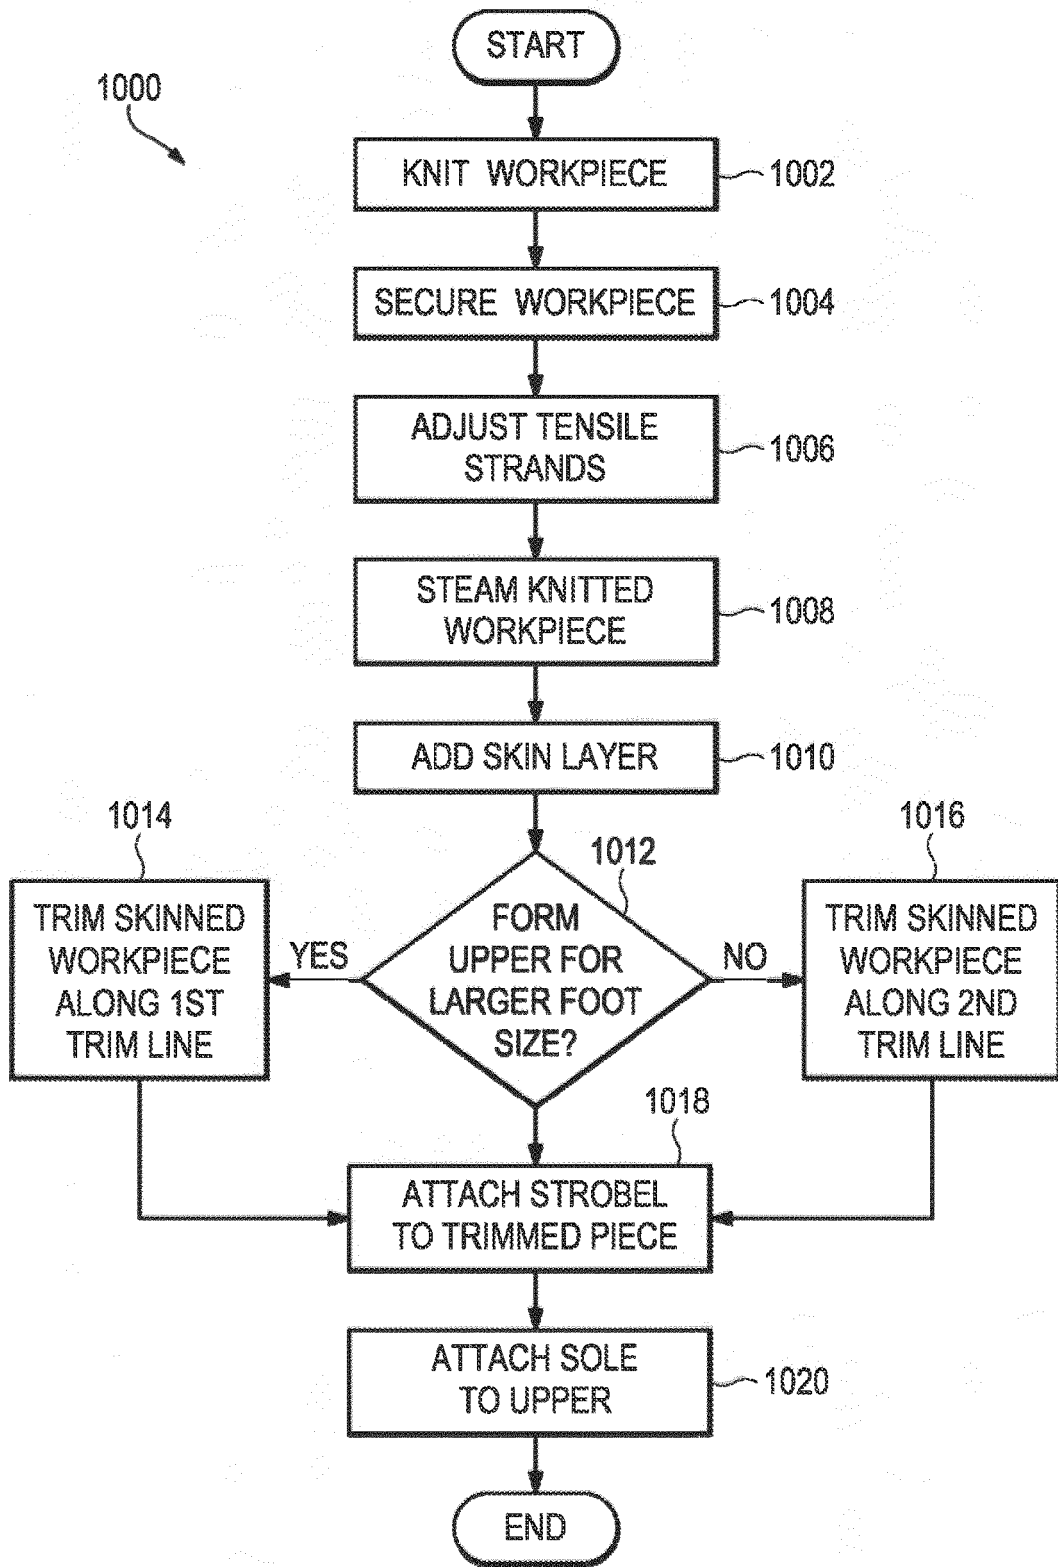 START
1000
KNIT WORKPIECE
1002
SECURE WORKPIECE
1004
ADJUST TENSILE
STRANDS
1006
STEAM KNITTED
WORKPIECE
1008
ADD SKIN LAYER
1010
1014
TRIM SKINNED
WORKPIECE
ALONG 1ST
TRIM LINE
YES
1012
FORM
UPPER FOR
LARGER FOOT
SIZE?
NO
1016
TRIM SKINNED
WORKPIECE
ALONG 2ND
TRIM LINE
1018
ATTACH STROBEL
TO TRIMMED PIECE
ATTACH SOLE
TO UPPER
1020
END